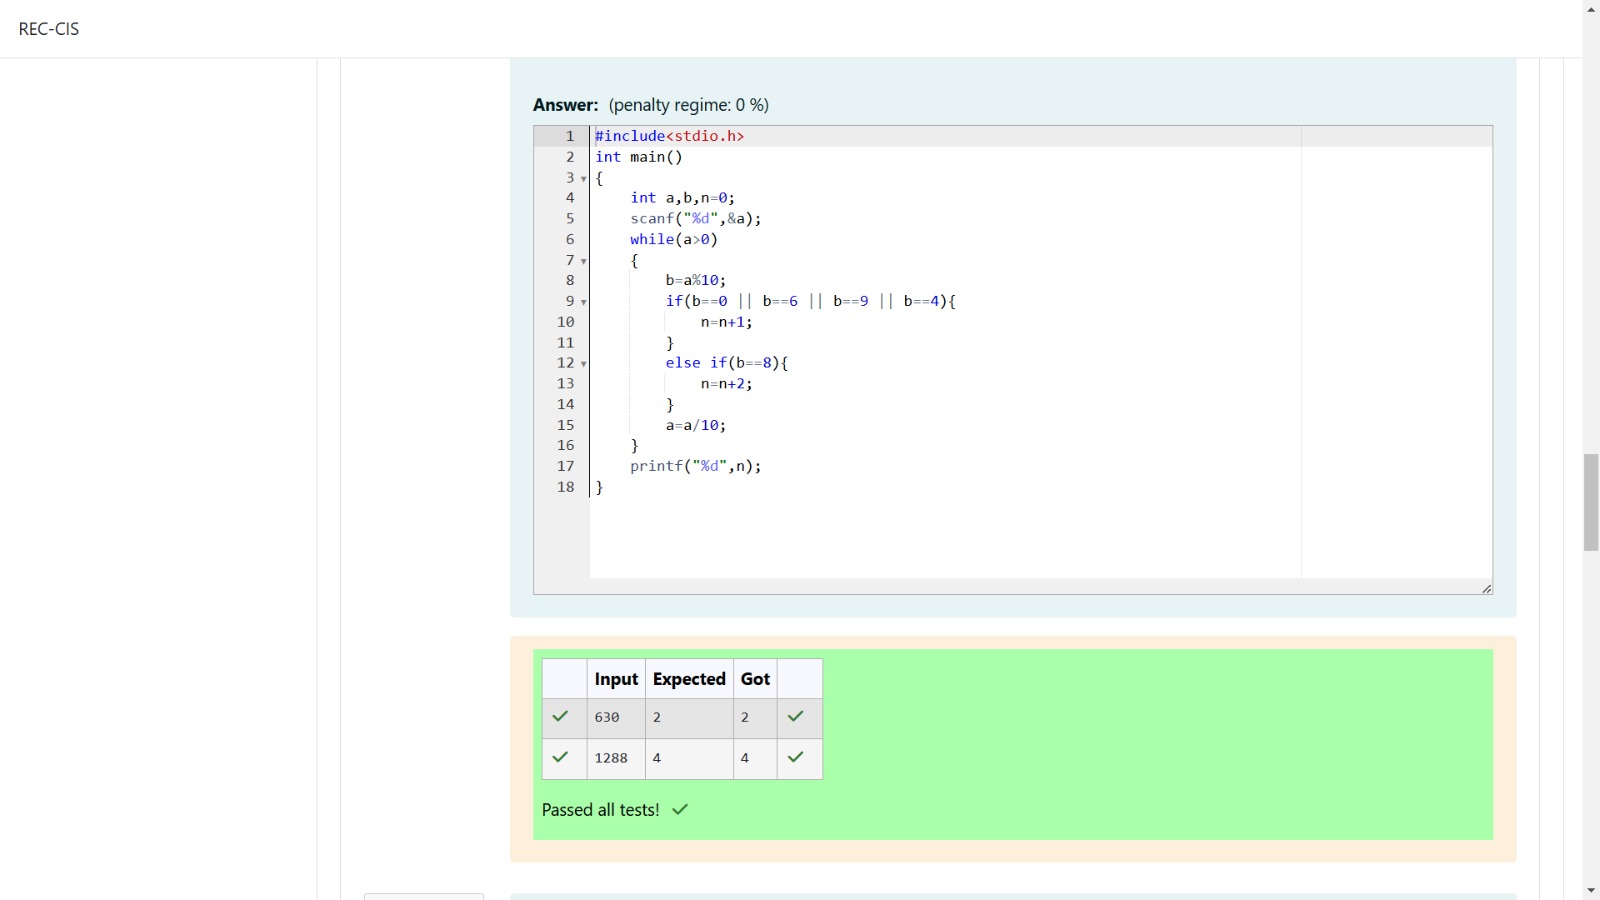 REC-CIS
Answer: (penalty regime: 0 %)
1 #include<stdio.h>
2 int main()
3 {
4     int a,b,n=0;
5     scanf("%d",&a);
6     while(a>0)
7     {
8         b=a%10;
9         if(b==0 || b==6 || b==9 || b==4){
10             n=n+1;
11         }
12         else if(b==8){
13             n=n+2;
14         }
15         a=a/10;
16     }
17     printf("%d",n);
18 }
Input Expected Got
630 2 2
1288 4 4
Passed all tests!